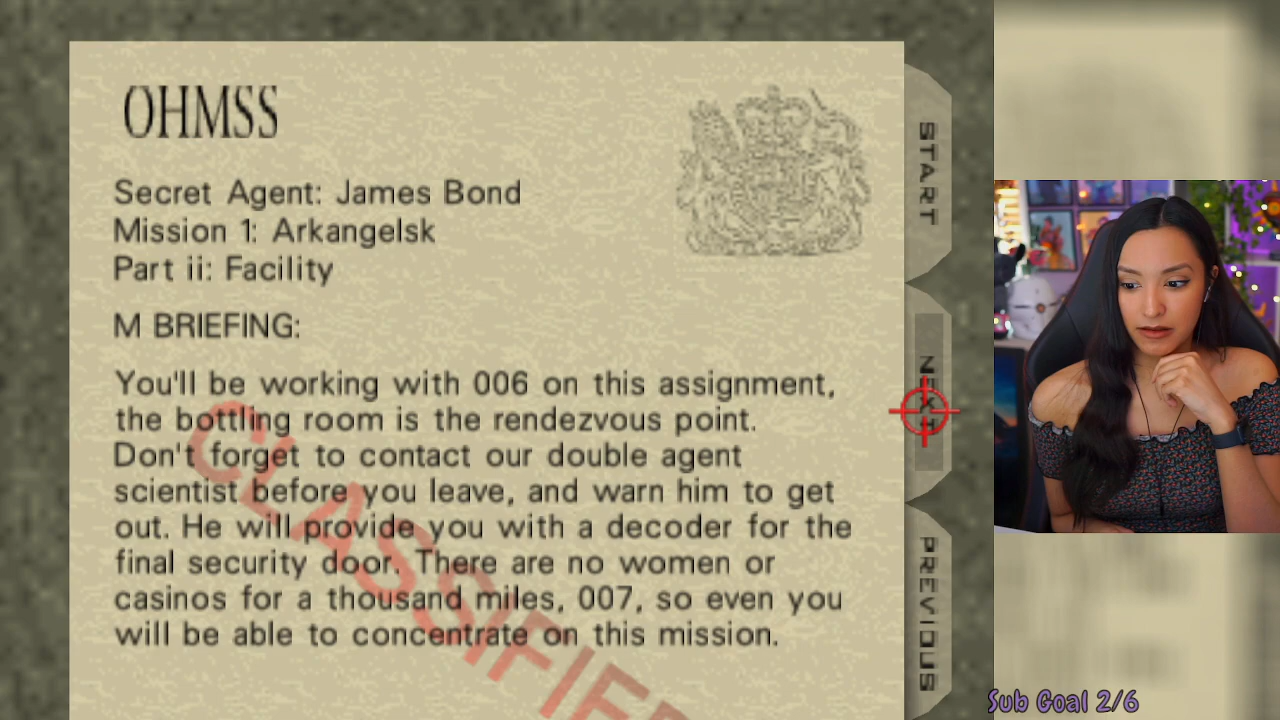 OHMSS
Secret Agent: James Bond
Mission 1: Arkangelsk
Part ii: Facility
M BRIEFING:
You'll be working with 006 on this assignment,
the bottling room is the rendezvous point.
Don't forget to contact our double agent
scientist before you leave, and warn him to get
out. He will provide you with a decoder for the
final security door. There are no women or
casinos for a thousand miles, 007, so even you
will be able to concentrate on this mission.
CLASSIFIE
START
NEXT
PREVIOUS
Sub Goal 2/6